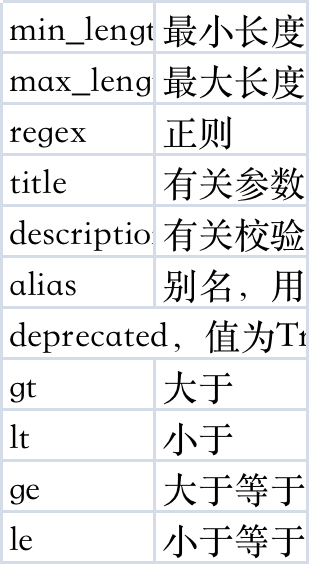 min_lengt 最小长度
max_leng 最大长度
regex 正则
title 有关参数
descriptio 有关校验
alias 别名，用
deprecated，值为Tr
gt 大于
lt 小于
ge 大于等于
le 小于等于